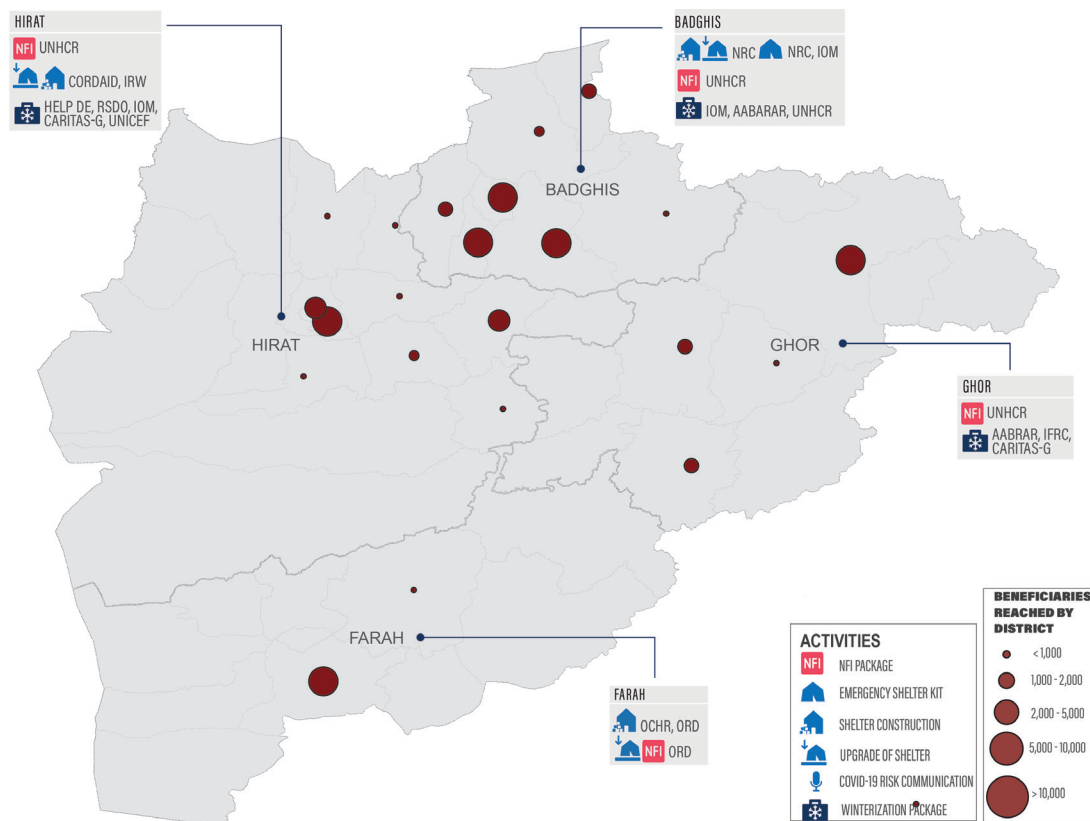 HIRAT
NFI UNHCR
CORDAID, IRW
HELP DE, RSDO, IOM,
CARITAS-G, UNICEF
BADGHIS
NRC NRC, IOM
NFI UNHCR
IOM, AABARAR, UNHCR
BADGHIS
HIRAT
GHOR
GHOR
NFI UNHCR
AABRAR, IFRC,
CARITAS-G
FARAH
FARAH
OCHR, ORD
NFI ORD
ACTIVITIES
NFI NFI PACKAGE
EMERGENCY SHELTER KIT
SHELTER CONSTRUCTION
UPGRADE OF SHELTER
COVID-19 RISK COMMUNICATION
WINTERIZATION PACKAGE
BENEFICIARIES
REACHED BY
DISTRICT
< 1,000
1,000 - 2,000
2,000 - 5,000
5,000 - 10,000
> 10,000